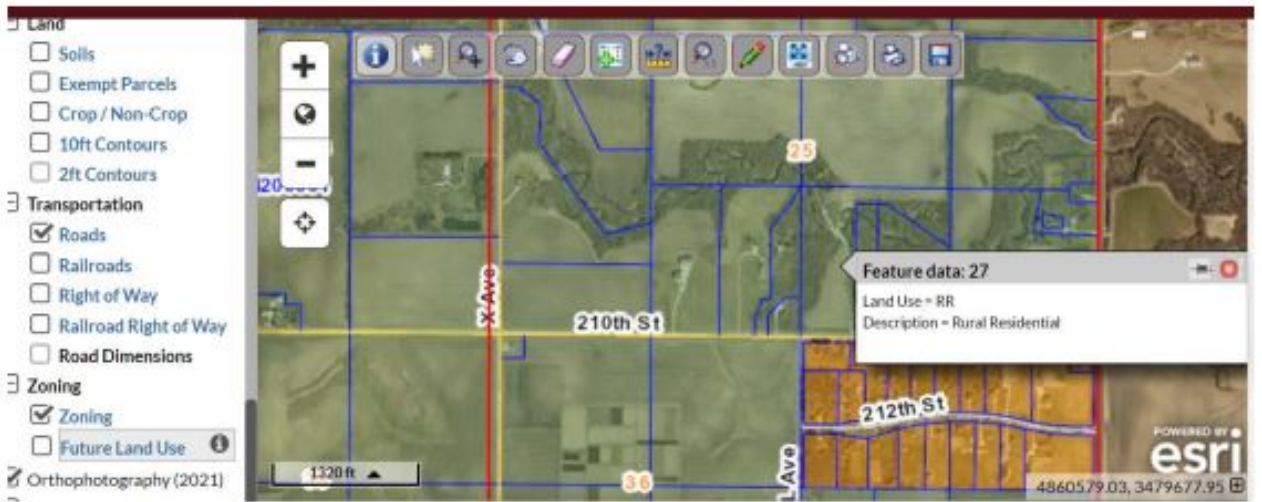 Land
Soils
Exempt Parcels
Crop / Non-Crop
10ft Contours
2ft Contours
Transportation
Roads
Railroads
Right of Way
Railroad Right of Way
Road Dimensions
Zoning
Zoning
Future Land Use
Orthophotography (2021)
25
X Ave
210th St
Feature data: 27
Land Use = RR
Description = Rural Residential
212th St
L Ave
36
1320 ft
POWERED BY
esri
4860579.03, 3479677.95